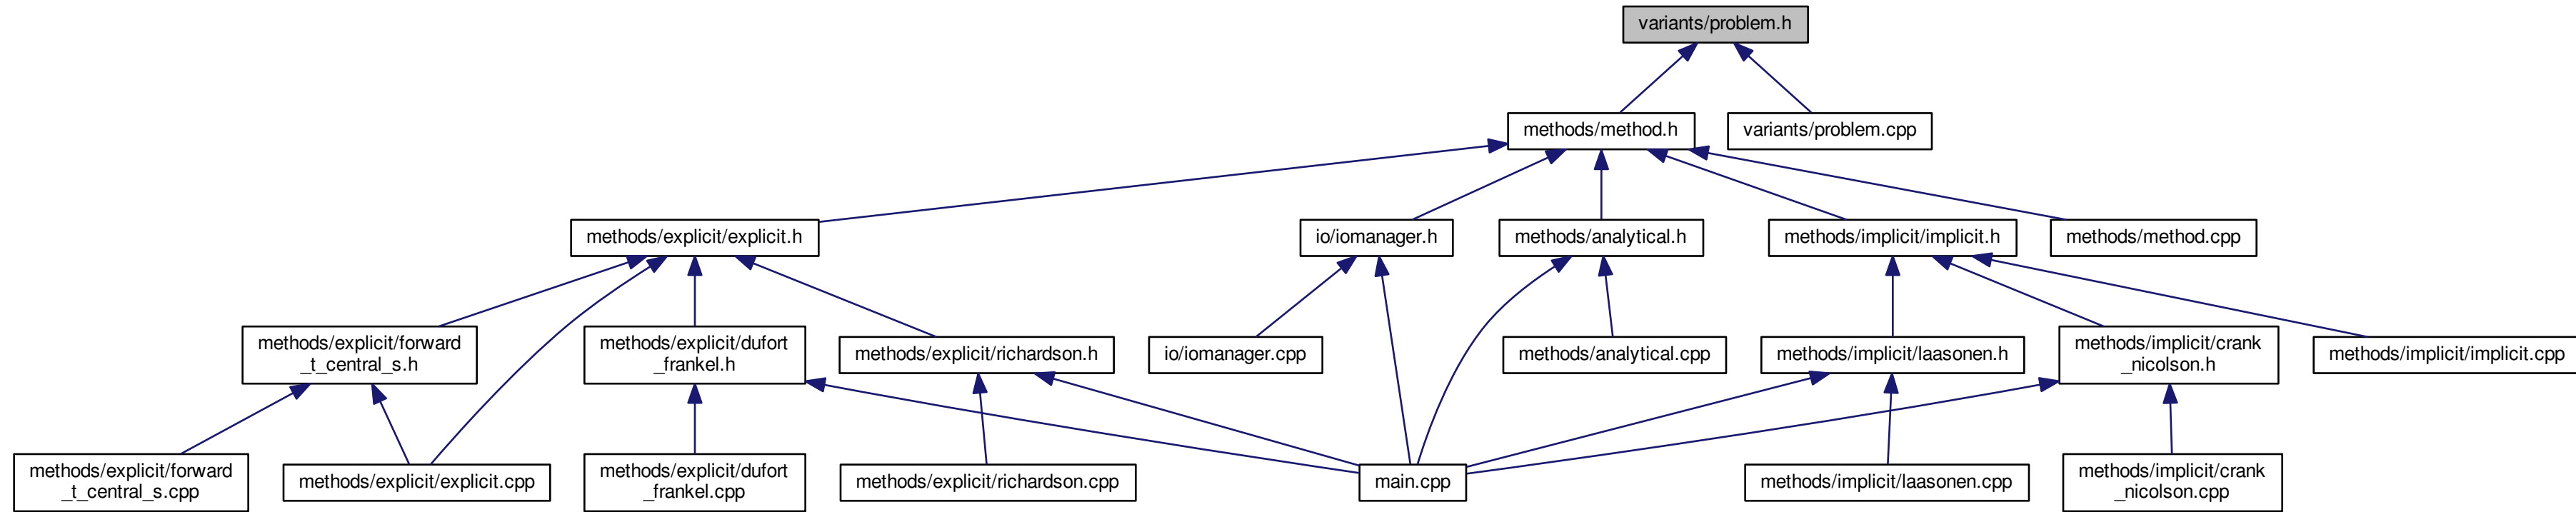 variants/problem.h
methods/method.h
variants/problem.cpp
methods/explicit/explicit.h
io/iomanager.h
methods/analytical.h
methods/implicit/implicit.h
methods/method.cpp
methods/explicit/forward
_t_central_s.h
methods/explicit/dufort
_frankel.h
methods/explicit/richardson.h
io/iomanager.cpp
methods/analytical.cpp
methods/implicit/laasonen.h
methods/implicit/crank
_nicolson.h
methods/implicit/implicit.cpp
methods/explicit/forward
_t_central_s.cpp
methods/explicit/explicit.cpp
methods/explicit/dufort
_frankel.cpp
methods/explicit/richardson.cpp
main.cpp
methods/implicit/laasonen.cpp
methods/implicit/crank
_nicolson.cpp